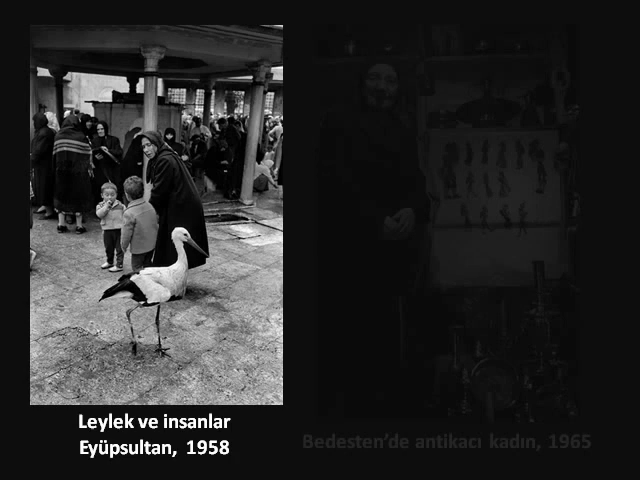 Leylek ve insanlar
Eyüpsultan, 1958
Bedesten'de antikacı kadın, 1965